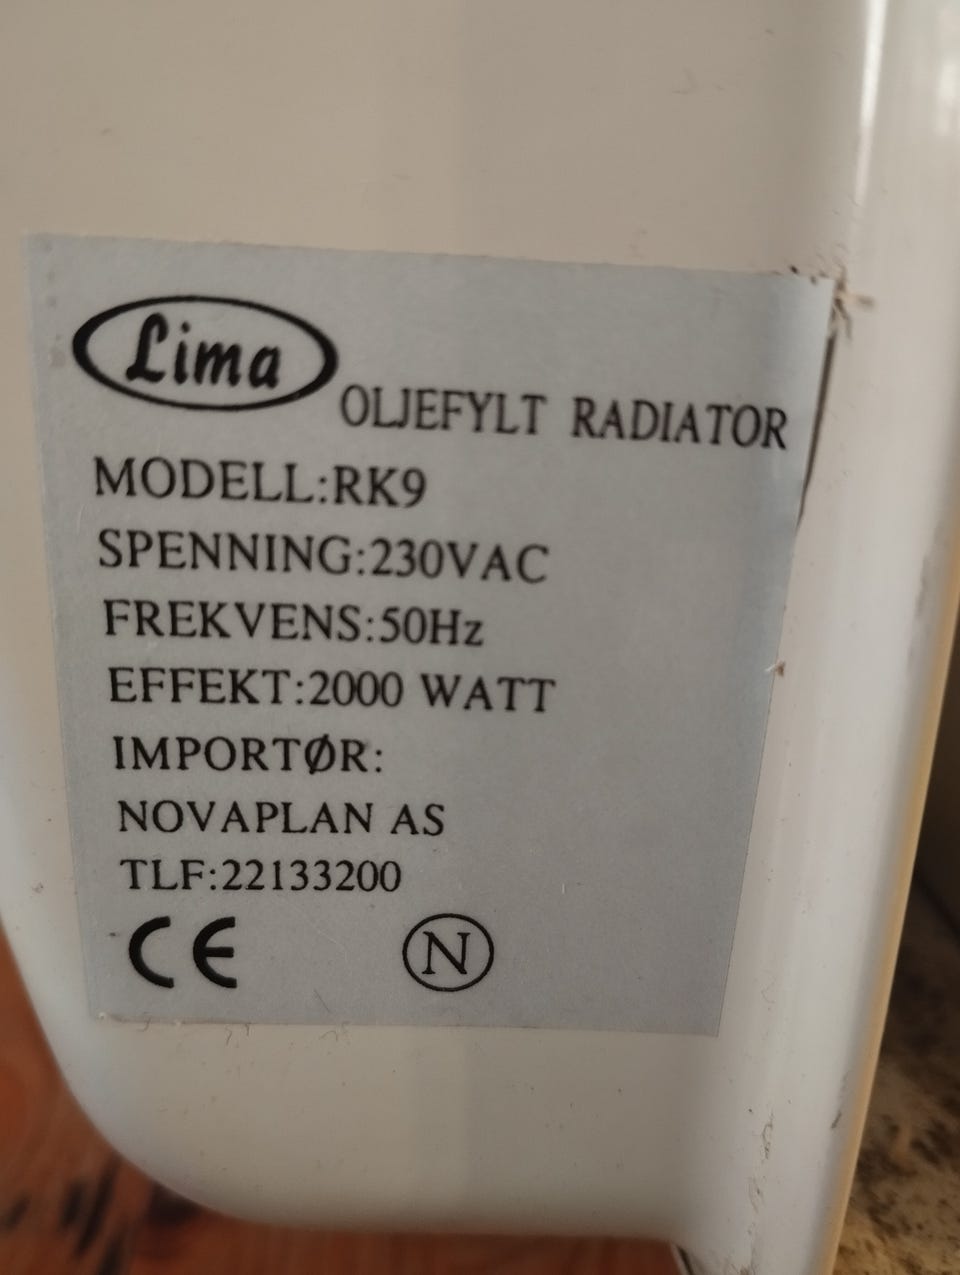 Lima
OLJEFYLT RADIATOR
MODELL:RK9
SPENNING:230VAC
FREKVENS:50Hz
EFFEKT:2000 WATT
IMPORTØR:
NOVAPLAN AS
TLF:22133200
CE N